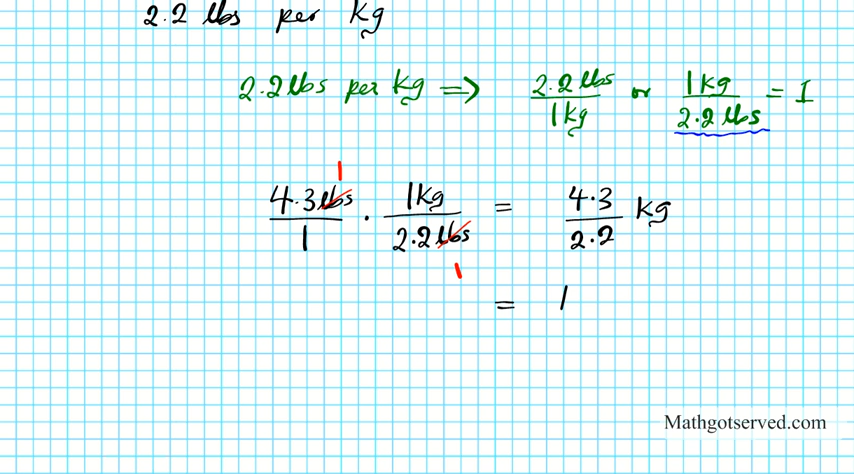 2.2 lbs per Kg
2.2 lbs per Kg => 2.2 lbs / 1 Kg or 1 Kg / 2.2 lbs = 1
1
4.3 lbs / 1 · 1 Kg / 2.2 lbs = 4.3 / 2.2 Kg
1
= 1
Mathgotserved.com